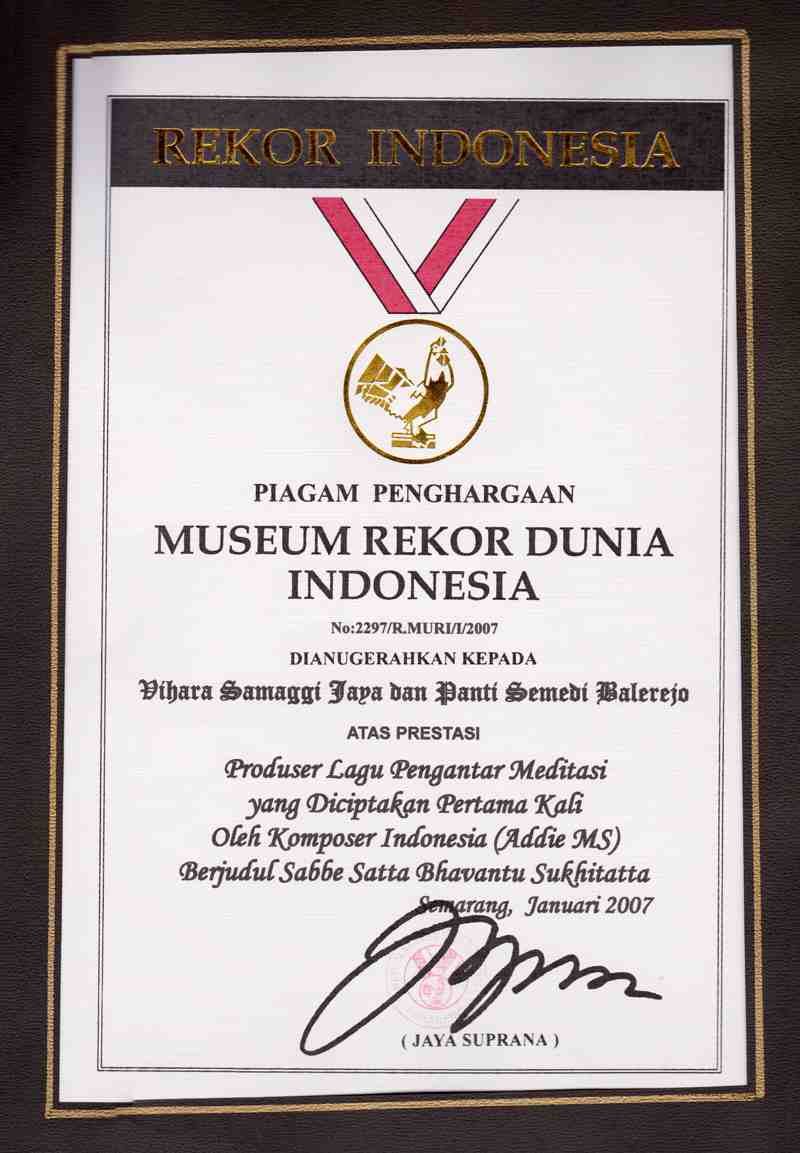 REKOR INDONESIA
PIAGAM PENGHARGAAN
MUSEUM REKOR DUNIA
INDONESIA
No:2297/R.MURI/I/2007
DIANUGERAHKAN KEPADA
Vihara Samaggi Jaya dan Panti Semedi Balerejo
ATAS PRESTASI
Produser Lagu Pengantar Meditasi
yang Diciptakan Pertama Kali
Oleh Komposer Indonesia (Addie MS)
Berjudul Sabbe Satta Bhavantu Sukhitatta
Semarang, Januari 2007
( JAYA SUPRANA )